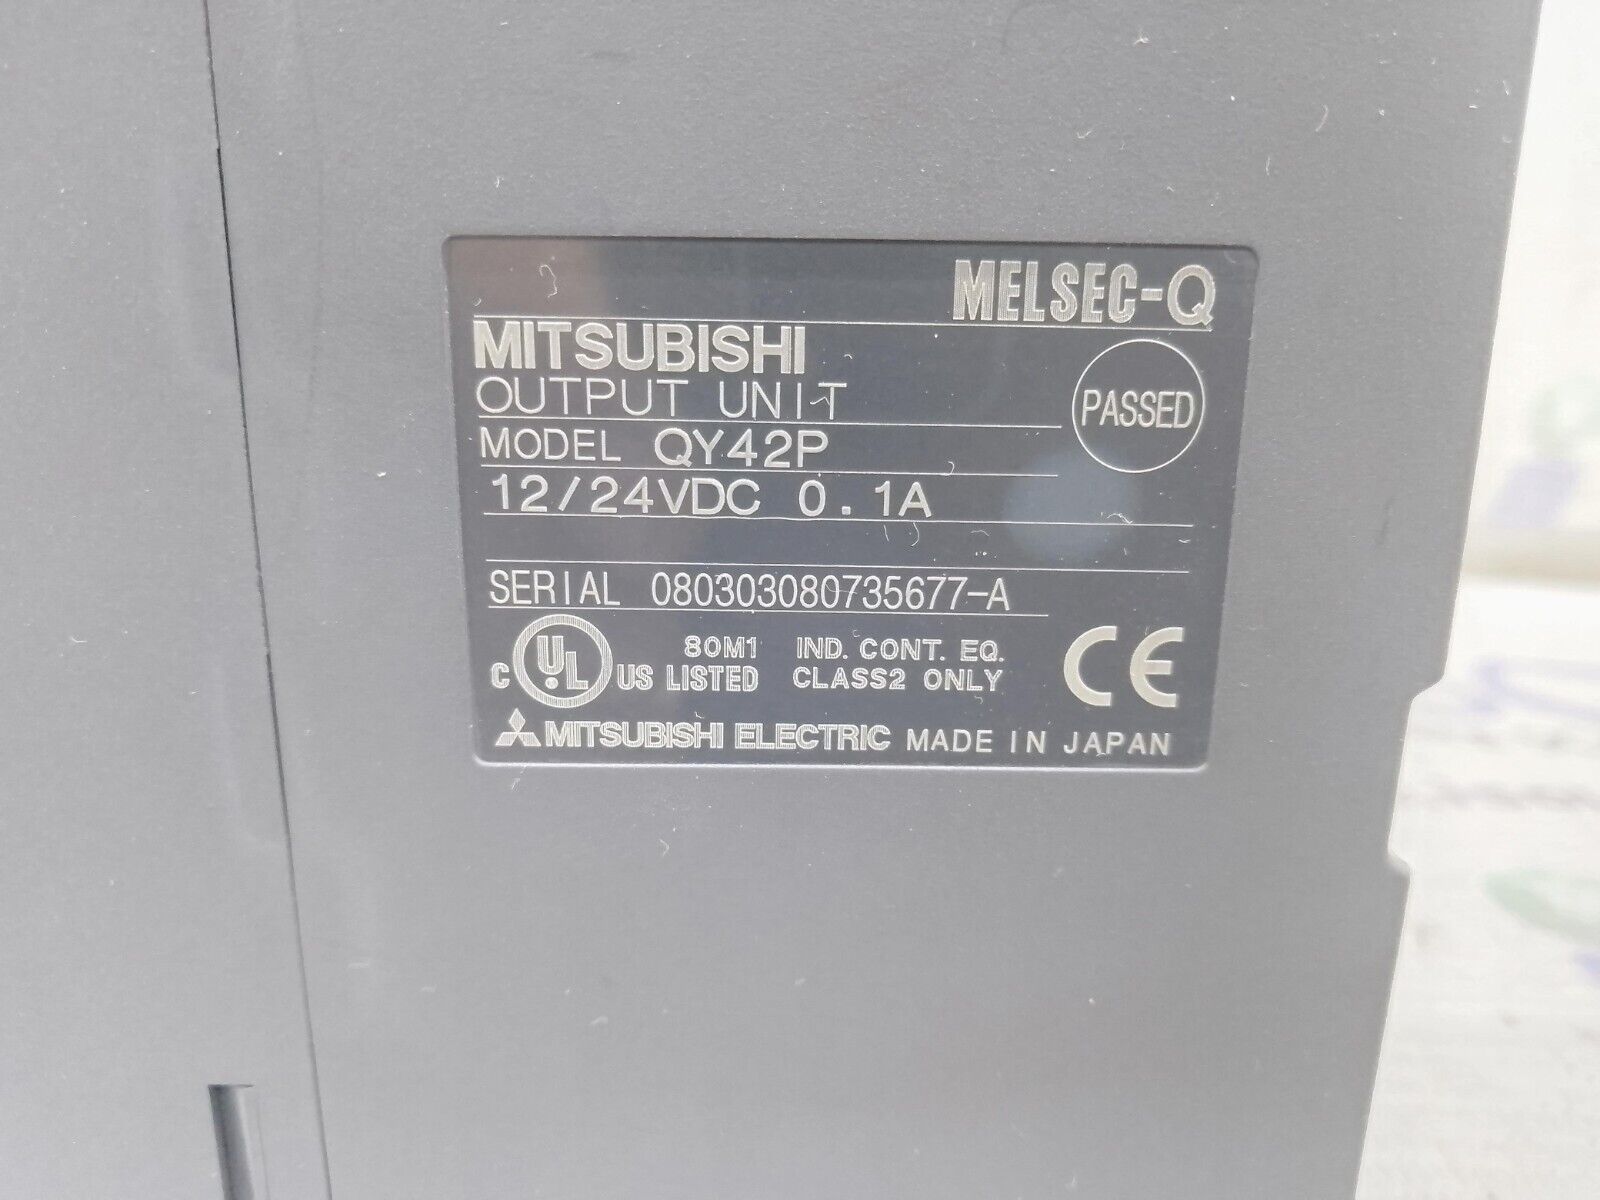 MELSEC-Q
MITSUBISHI
OUTPUT UNIT
PASSED
MODEL QY42P
12/24VDC 0.1A
SERIAL 080303080735677-A
C UL US LISTED 80M1 IND. CONT. EQ.
CLASS2 ONLY
CE
MITSUBISHI ELECTRIC MADE IN JAPAN